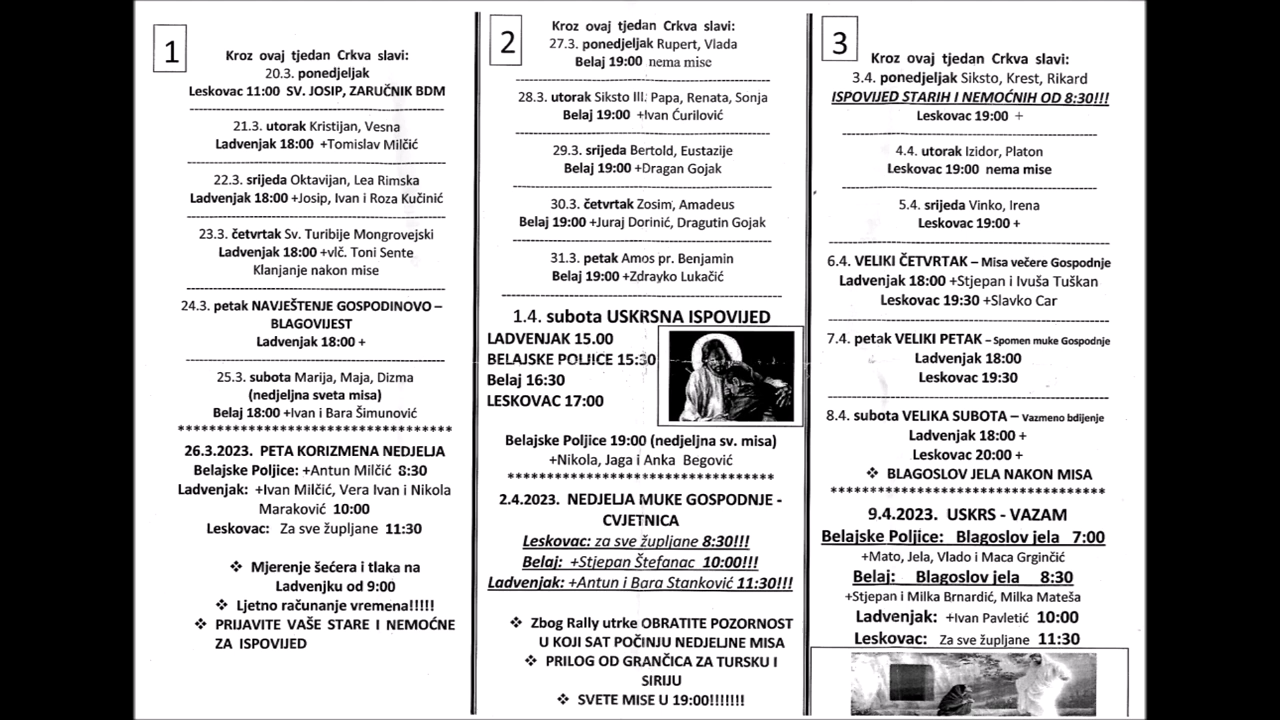 1
Kroz ovaj tjedan Crkva slavi:
20.3. ponedjeljak
Leskovac 11:00 SV. JOSIP, ZARUČNIK BDM
21.3. utorak Kristijan, Vesna
Ladvenjak 18:00 +Tomislav Milčić
22.3. srijeda Oktavijan, Lea Rimska
Ladvenjak 18:00 +Josip, Ivan i Roza Kučinić
23.3. četvrtak Sv. Turibije Mongrovejski
Ladvenjak 18:00 +vlč. Toni Sente
Klanjanje nakon mise
24.3. petak NAVJEŠTENJE GOSPODINOVO –
BLAGOVIJEST
Ladvenjak 18:00 +
25.3. subota Marija, Maja, Dizma
(nedjeljna sveta misa)
Belaj 18:00 +Ivan i Bara Šimunović
**********************************
26.3.2023. PETA KORIZMENA NEDJELJA
Belajske Poljice: +Antun Milčić 8:30
Ladvenjak: +Ivan Milčić, Vera Ivan i Nikola
Maraković 10:00
Leskovac: Za sve župljane 11:30
❖ Mjerenje šećera i tlaka na
Ladvenjku od 9:00
❖ Ljetno računanje vremena!!!!!
❖ PRIJAVITE VAŠE STARE I NEMOĆNE
ZA ISPOVIJED
2
Kroz ovaj tjedan Crkva slavi:
27.3. ponedjeljak Rupert, Vlada
Belaj 19:00 nema mise
28.3. utorak Siksto III. Papa, Renata, Sonja
Belaj 19:00 +Ivan Ćurilović
29.3. srijeda Bertold, Eustazije
Belaj 19:00 +Dragan Gojak
30.3. četvrtak Zosim, Amadeus
Belaj 19:00 +Juraj Dorinić, Dragutin Gojak
31.3. petak Amos pr. Benjamin
Belaj 19:00 +Zdrayko Lukačić
1.4. subota USKRSNA ISPOVIJED
LADVENJAK 15.00
BELAJSKE POLJICE 15:30
Belaj 16:30
LESKOVAC 17:00
Belajske Poljice 19:00 (nedjeljna sv. misa)
+Nikola, Jaga i Anka Begović
*********************************
2.4.2023. NEDJELJA MUKE GOSPODNJE -
CVJETNICA
Leskovac: za sve župljane 8:30!!!
Belaj: +Stjepan Štefanac 10:00!!!
Ladvenjak: +Antun i Bara Stanković 11:30!!!
❖ Zbog Rally utrke OBRATITE POZORNOST
U KOJI SAT POČINJU NEDJELJNE MISA
❖ PRILOG OD GRANČICA ZA TURSKU I
SIRIJU
❖ SVETE MISE U 19:00!!!!!!!
3
Kroz ovaj tjedan Crkva slavi:
3.4. ponedjeljak Siksto, Krest, Rikard
ISPOVIJED STARIH I NEMOĆNIH OD 8:30!!!
Leskovac 19:00 +
4.4. utorak Izidor, Platon
Leskovac 19:00 nema mise
5.4. srijeda Vinko, Irena
Leskovac 19:00 +
6.4. VELIKI ČETVRTAK – Misa večere Gospodnje
Ladvenjak 18:00 +Stjepan i Ivuša Tuškan
Leskovac 19:30 +Slavko Car
7.4. petak VELIKI PETAK – Spomen muke Gospodnje
Ladvenjak 18:00
Leskovac 19:30
8.4. subota VELIKA SUBOTA – Vazmeno bdijenje
Ladvenjak 18:00 +
Leskovac 20:00 +
❖ BLAGOSLOV JELA NAKON MISA
**********************************
9.4.2023. USKRS - VAZAM
Belajske Poljice: Blagoslov jela 7:00
+Mato, Jela, Vlado i Maca Grginčić
Belaj: Blagoslov jela 8:30
+Stjepan i Milka Brnardić, Milka Mateša
Ladvenjak: +Ivan Pavletić 10:00
Leskovac: Za sve župljane 11:30